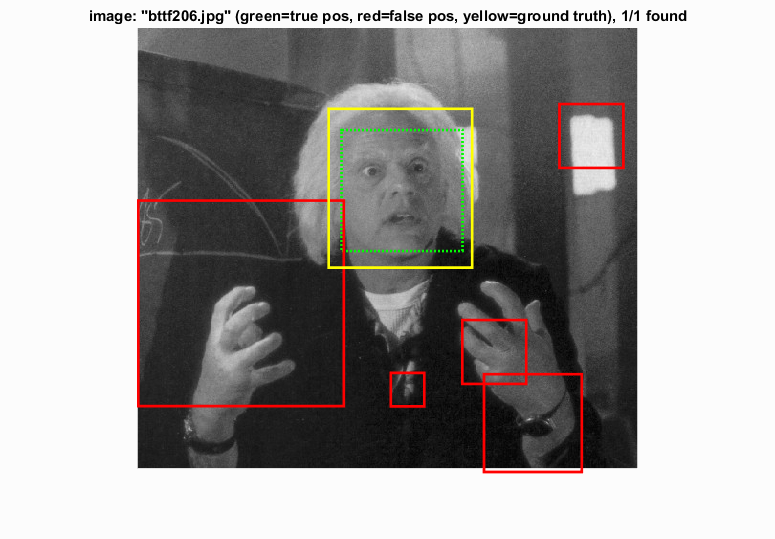 image: "bttf206.jpg" (green=true pos, red=false pos, yellow=ground truth), 1/1 found